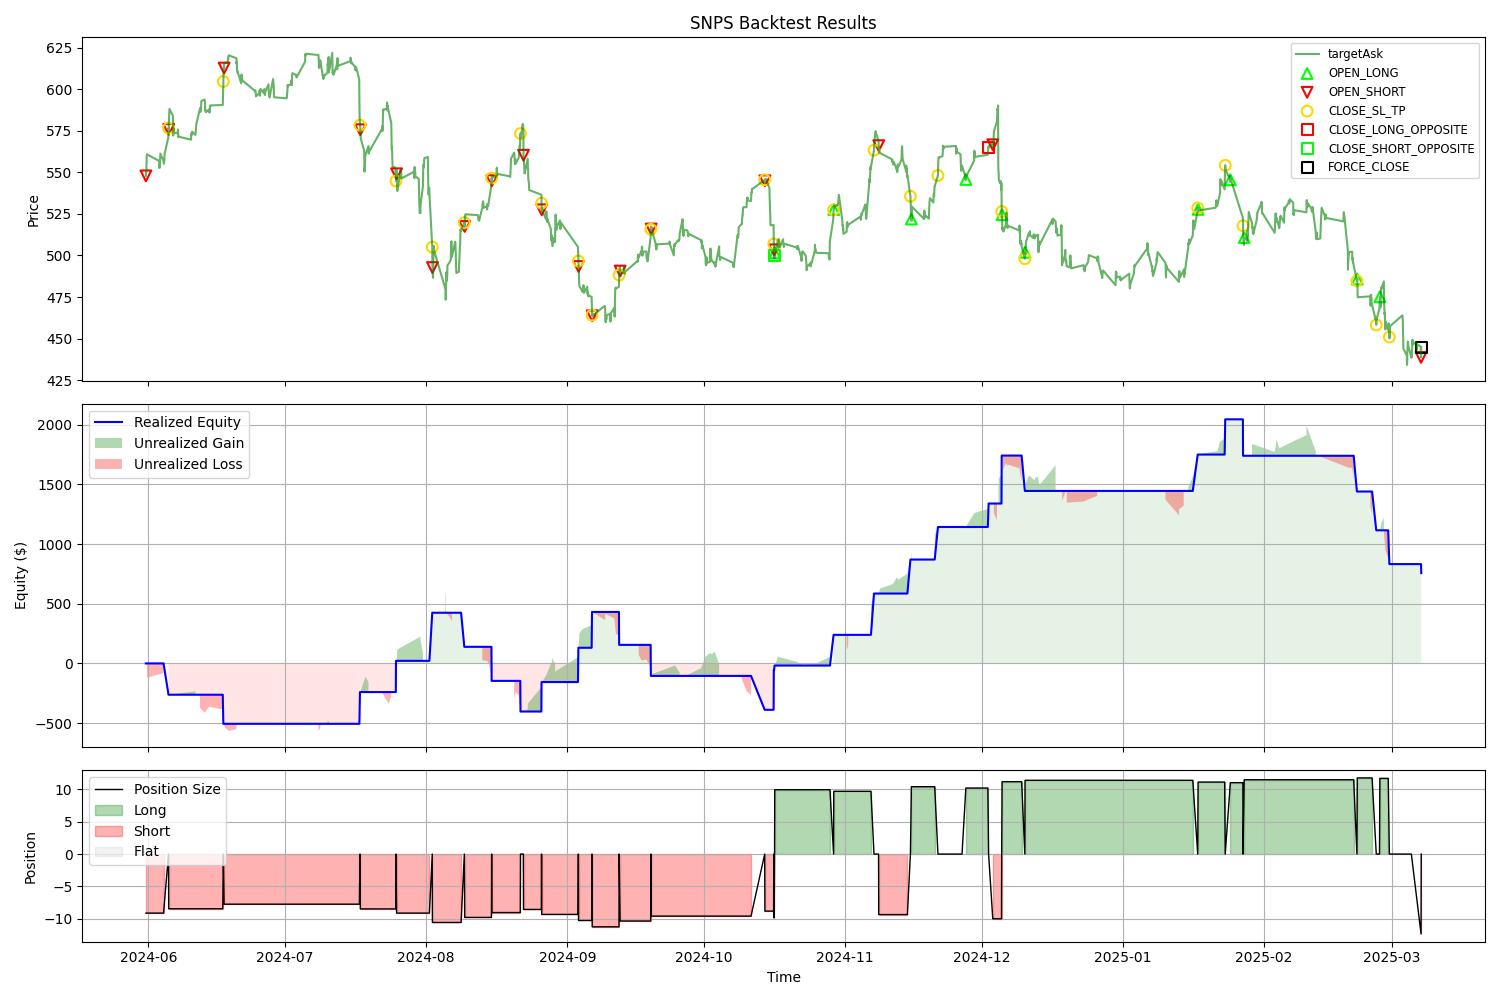 SNPS Backtest Results
Price
625
600
575
550
525
500
475
450
425
targetAsk
OPEN_LONG
OPEN_SHORT
CLOSE_SL_TP
CLOSE_LONG_OPPOSITE
CLOSE_SHORT_OPPOSITE
FORCE_CLOSE
Equity ($)
2000
1500
1000
500
0
−500
Realized Equity
Unrealized Gain
Unrealized Loss
Position
10
5
0
−5
−10
Position Size
Long
Short
Flat
2024-06 2024-07 2024-08 2024-09 2024-10 2024-11 2024-12 2025-01 2025-02 2025-03
Time